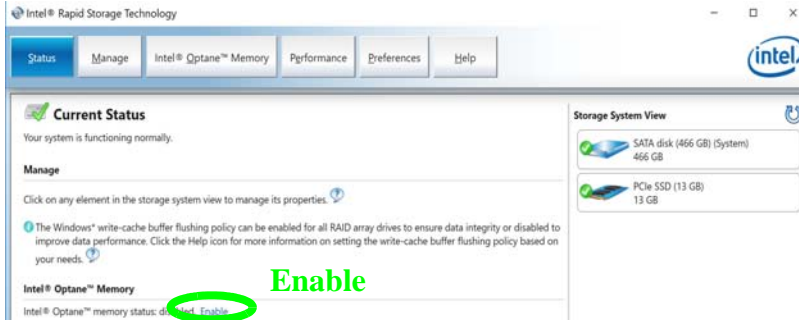 Intel® Rapid Storage Technology
Status
Manage
Intel® Optane™ Memory
Performance
Preferences
Help
intel
Current Status
Your system is functioning normally.
Manage
Click on any element in the storage system view to manage its properties.
The Windows* write-cache buffer flushing policy can be enabled for all RAID array drives to ensure data integrity or disabled to
improve data performance. Click the Help icon for more information on setting the write-cache buffer flushing policy based on
your needs.
Intel® Optane™ Memory
Enable
Intel® Optane™ memory status: disabled. Enable
Storage System View
SATA disk (466 GB) (System)
466 GB
PCIe SSD (13 GB)
13 GB